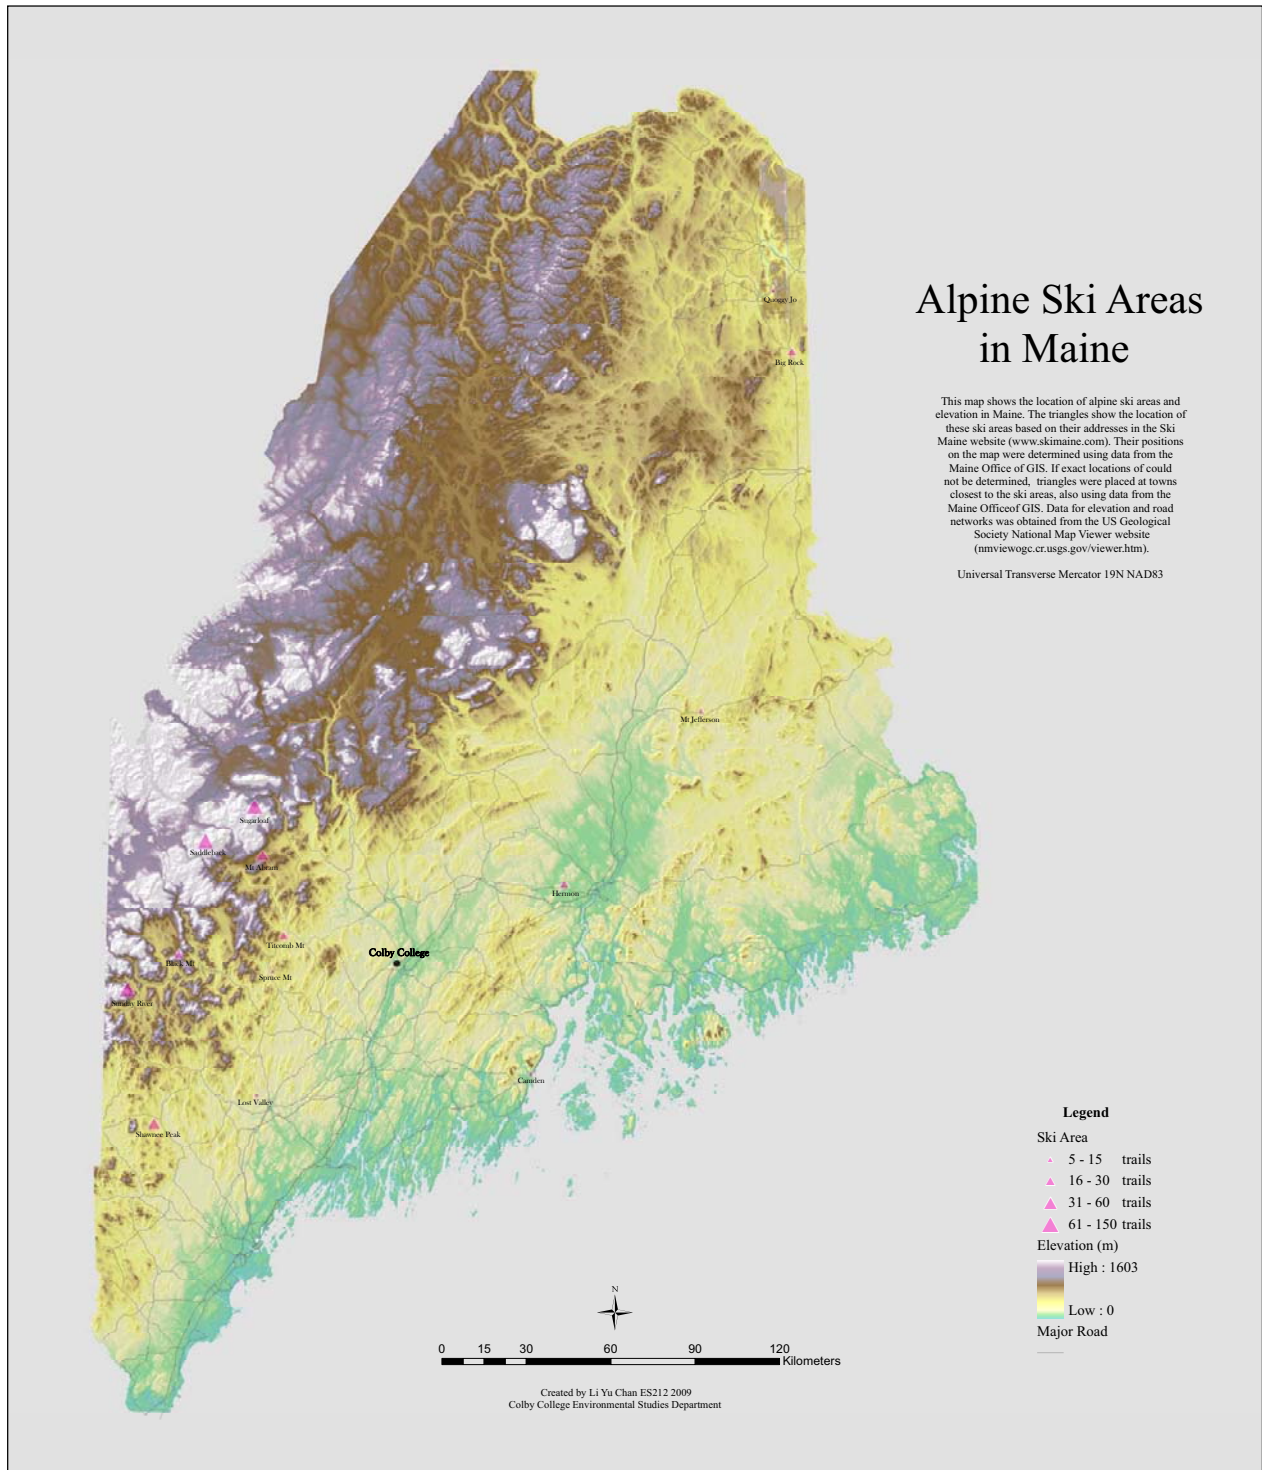 Alpine Ski Areas
in Maine
This map shows the location of alpine ski areas and
elevation in Maine. The triangles show the location of
these ski areas based on their addresses in the Ski
Maine website (www.skimaine.com). Their positions
on the map were determined using data from the
Maine Office of GIS. If exact locations of could
not be determined, triangles were placed at towns
closest to the ski areas, also using data from the
Maine Officeof GIS. Data for elevation and road
networks was obtained from the US Geological
Society National Map Viewer website
(nmviewogc.cr.usgs.gov/viewer.htm).
Universal Transverse Mercator 19N NAD83
Quoggy Jo
Big Rock
Mt Jefferson
Sugarloaf
Saddleback
Mt Abram
Hermon
Titcomb Mt
Colby College
Black Mt
Spruce Mt
Sunday River
Camden
Lost Valley
Shawnee Peak
Legend
Ski Area
5 - 15 trails
16 - 30 trails
31 - 60 trails
61 - 150 trails
Elevation (m)
High : 1603
Low : 0
Major Road
N
0 15 30 60 90 120
Kilometers
Created by Li Yu Chan ES212 2009
Colby College Environmental Studies Department